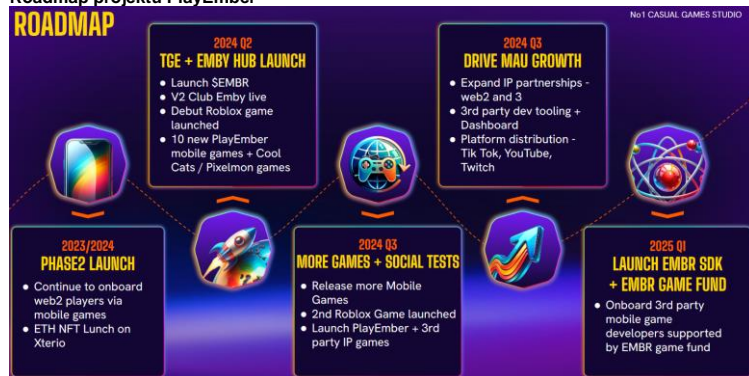 Roadmap projektu PlayEmber
ROADMAP
No1 CASUAL GAMES STUDIO
2023/2024
PHASE2 LAUNCH
● Continue to onboard
web2 players via
mobile games
● ETH NFT Lunch on
Xterio
2024 Q2
TGE + EMBY HUB LAUNCH
● Launch $EMBR
● V2 Club Emby live
● Debut Roblox game
launched
● 10 new PlayEmber
mobile games + Cool
Cats / Pixelmon games
2024 Q3
MORE GAMES + SOCIAL TESTS
● Release more Mobile
Games
● 2nd Roblox Game launched
● Launch PlayEmber + 3rd
party IP games
2024 Q3
DRIVE MAU GROWTH
● Expand IP partnerships -
web2 and 3
● 3rd party dev tooling +
Dashboard
● Platform distribution -
Tik Tok, YouTube,
Twitch
2025 Q1
LAUNCH EMBR SDK
+ EMBR GAME FUND
● Onboard 3rd party
mobile game
developers supported
by EMBR game fund